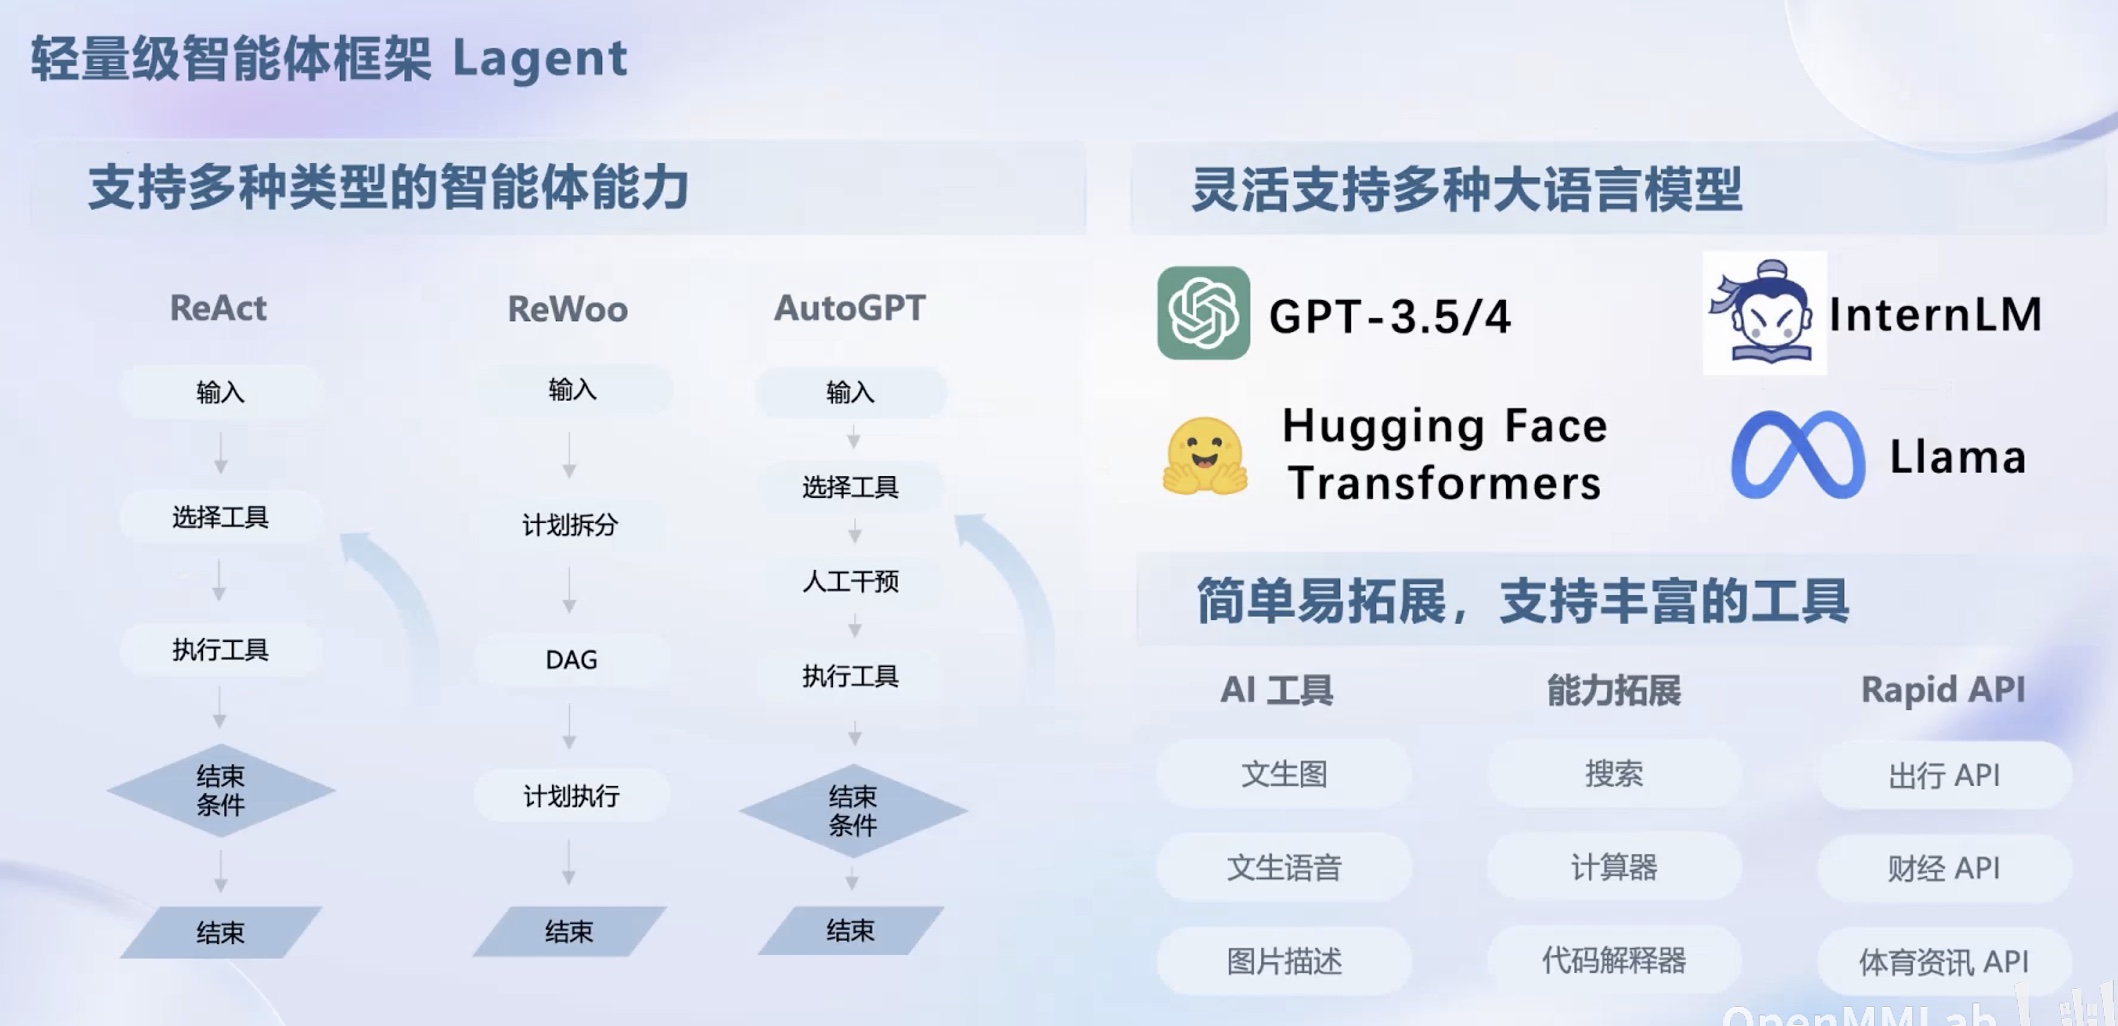 轻量级智能体框架 Lagent
支持多种类型的智能体能力
ReAct
输入
选择工具
执行工具
结束
条件
结束
ReWoo
输入
计划拆分
DAG
计划执行
结束
AutoGPT
输入
选择工具
人工干预
执行工具
结束
条件
结束
灵活支持多种大语言模型
GPT-3.5/4
InternLM
Hugging Face
Transformers
Llama
简单易拓展，支持丰富的工具
AI 工具
文生图
文生语音
图片描述
能力拓展
搜索
计算器
代码解释器
Rapid API
出行 API
财经 API
体育资讯 API
OpenMMLab